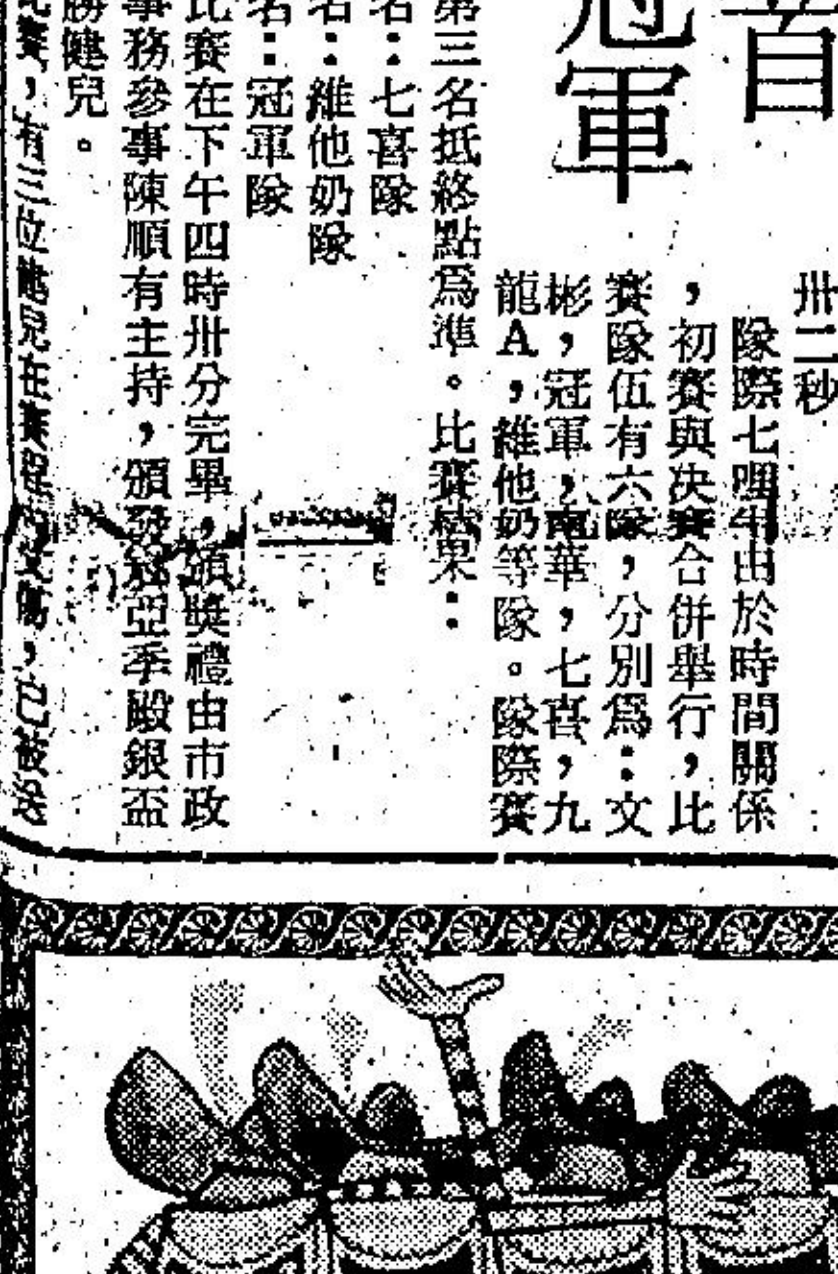 冠軍
卅二秒
隊際七哩半由於時間關係
，初賽與決賽合併舉行，比
賽隊伍有六隊，分別爲：文
彬，冠軍，南華，七喜，九
龍A，維他奶等隊。隊際賽
第三名抵終點爲準。比賽結果：
名：七喜隊
名：維他奶隊
名：冠軍隊
比賽在下午四時卅分完畢，頒獎禮由市政
事務參事陳順有主持，頒發冠亞季殿銀盃
勝健兒。
比賽，有三位健兒在賽程中受傷，已被送